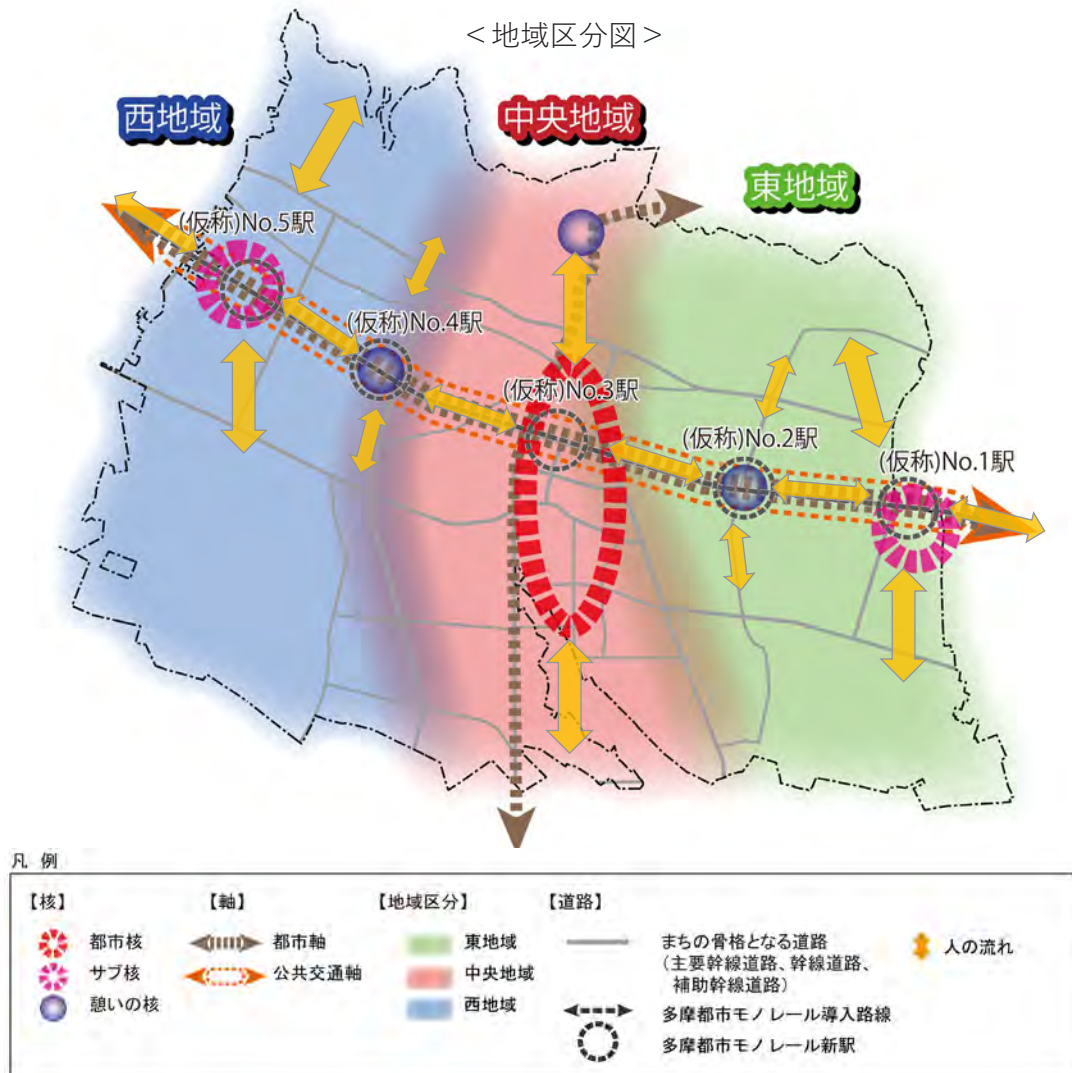 ＜地域区分図＞
西地域
中央地域
東地域
(仮称)No.5駅
(仮称)No.4駅
(仮称)No.3駅
(仮称)No.2駅
(仮称)No.1駅
凡 例
【核】
都市核
サブ核
憩いの核
【軸】
都市軸
公共交通軸
【地域区分】
東地域
中央地域
西地域
【道路】
まちの骨格となる道路
（主要幹線道路、幹線道路、
補助幹線道路）
多摩都市モノレール導入路線
多摩都市モノレール新駅
人の流れ